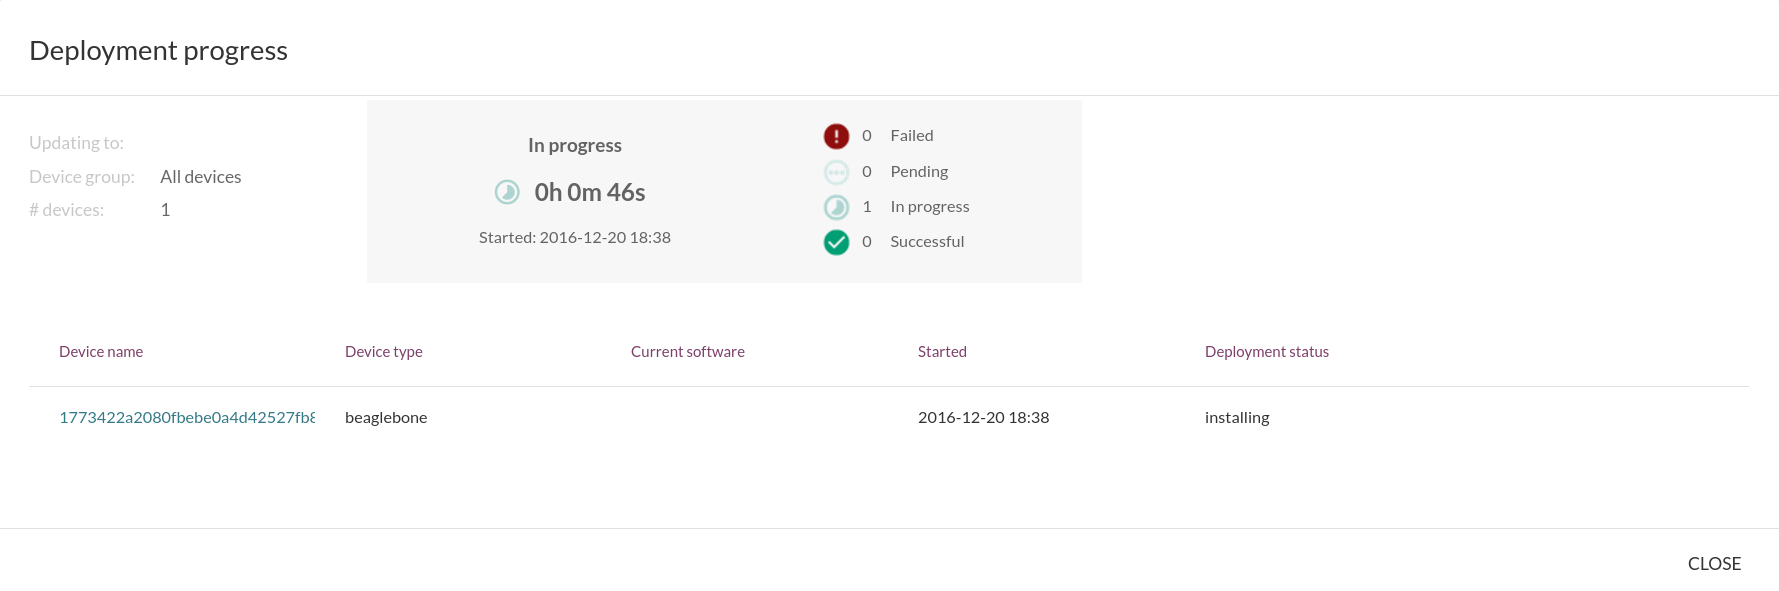 Deployment progress
Updating to:
Device group: All devices
# devices: 1
In progress
0h 0m 46s
Started: 2016-12-20 18:38
0 Failed
0 Pending
1 In progress
0 Successful
Device name Device type Current software Started Deployment status
1773422a2080fbebe0a4d42527fb8 beaglebone 2016-12-20 18:38 installing
CLOSE